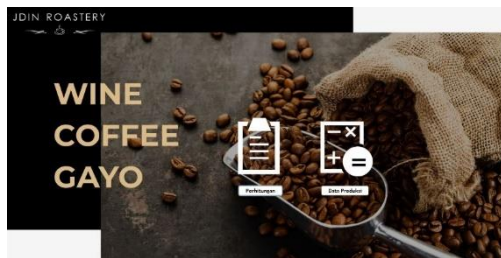 JDIN ROASTERY
WINE
COFFEE
GAYO
Perhitungan
Data Produksi